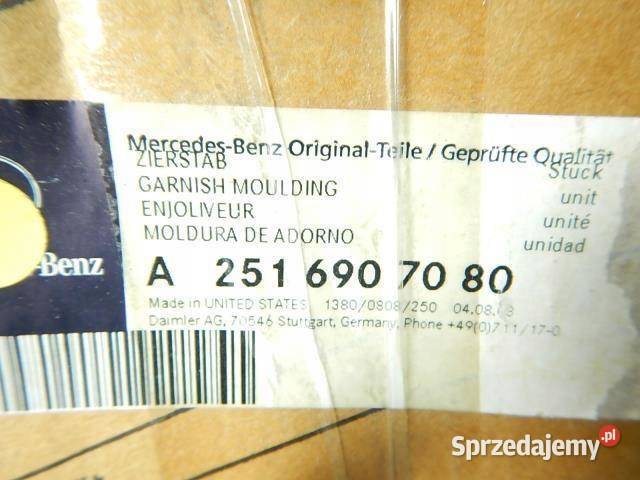 Mercedes-Benz Original-Teile / Geprüfte Qualität
ZIERSTAB Stück
GARNISH MOULDING unit
ENJOLIVEUR unité
MOLDURA DE ADORNO unidad
-Benz
A 251 690 70 80
Made in UNITED STATES 1380/0808/250
Daimler AG, 70546 Stuttgart, Germany, Phone +49(0)711/17-0
Sprzedajemy.pl